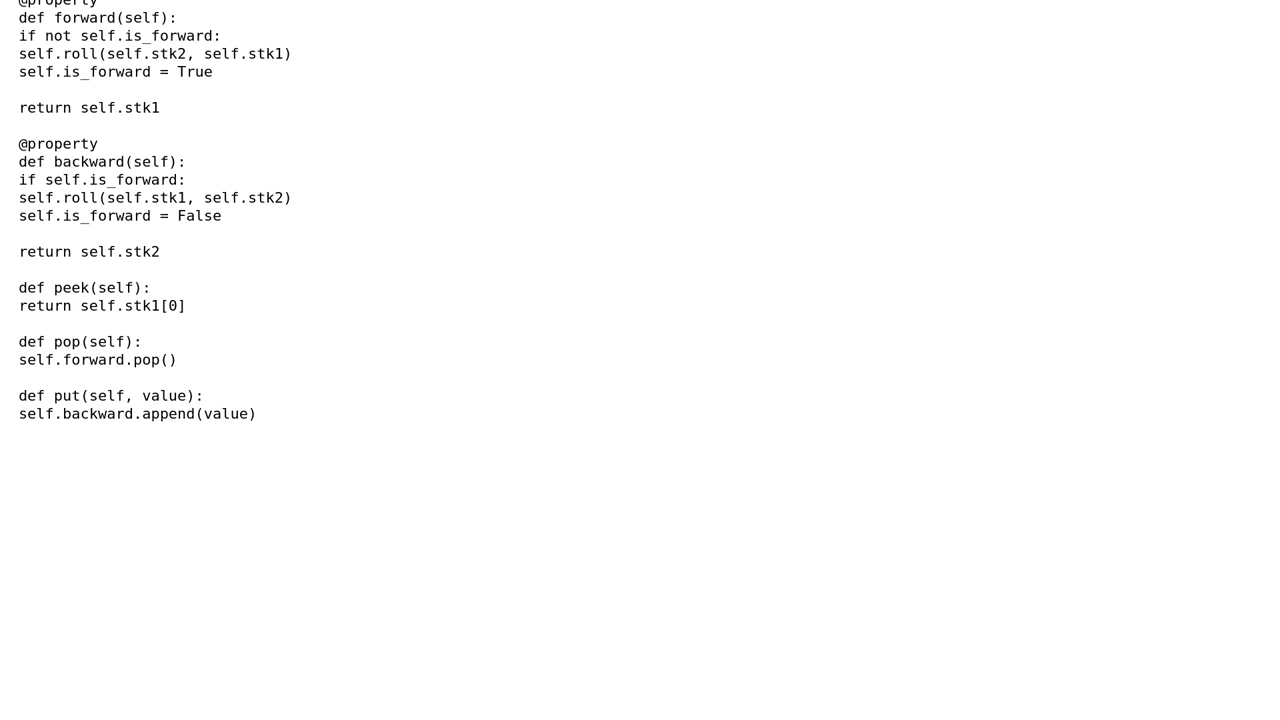 @property
def forward(self):
if not self.is_forward:
self.roll(self.stk2, self.stk1)
self.is_forward = True

return self.stk1

@property
def backward(self):
if self.is_forward:
self.roll(self.stk1, self.stk2)
self.is_forward = False

return self.stk2

def peek(self):
return self.stk1[0]

def pop(self):
self.forward.pop()

def put(self, value):
self.backward.append(value)